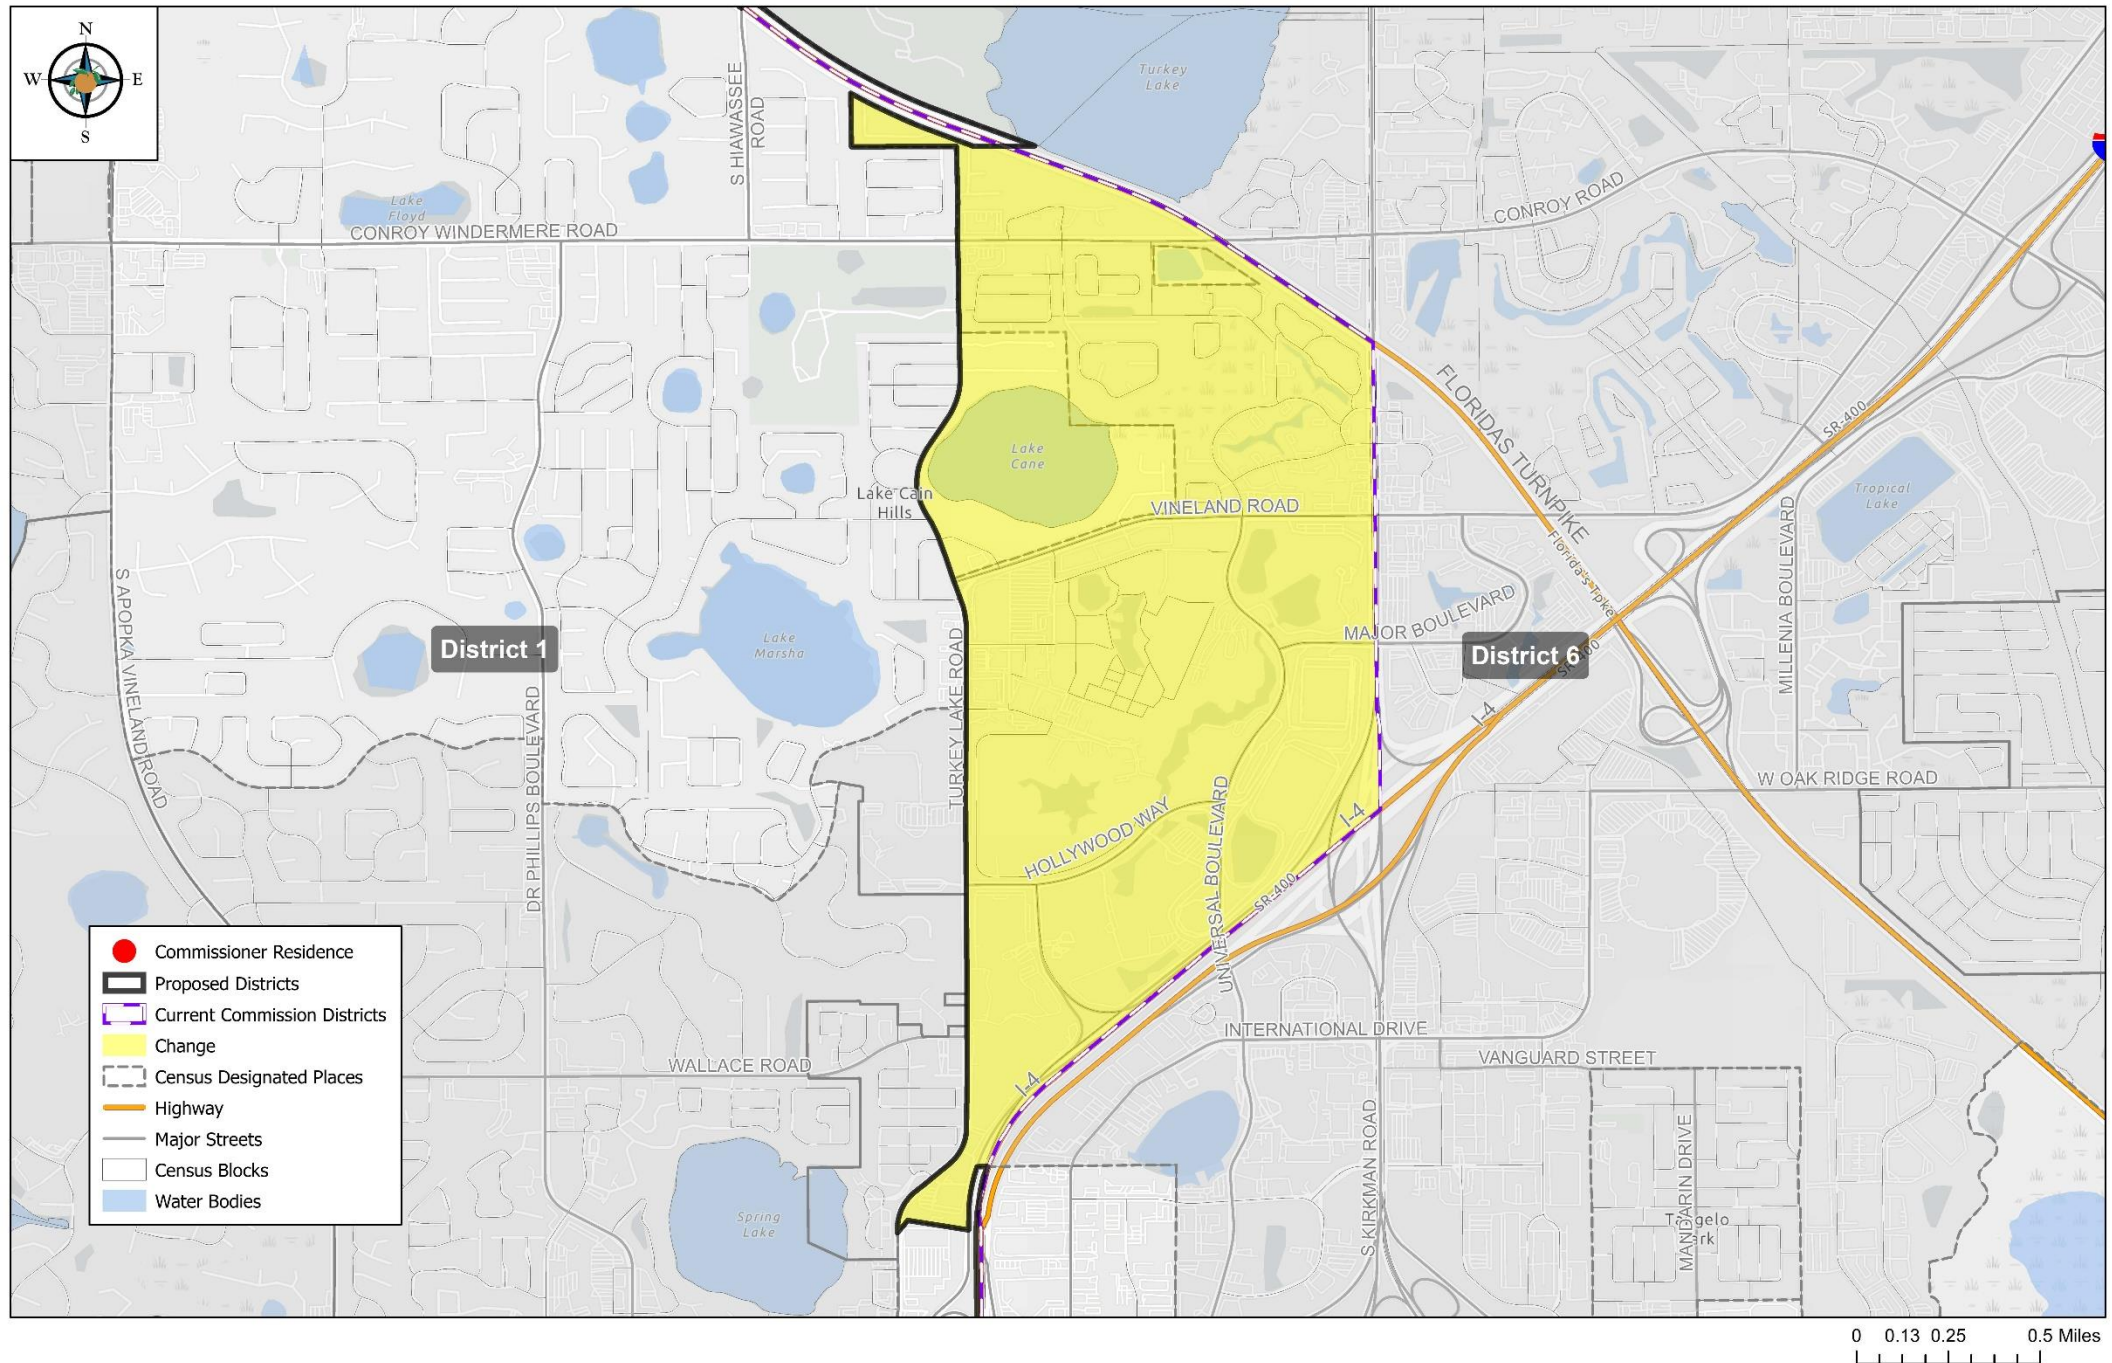 N
W
E
S
S HIAWASSEE
ROAD
Turkey
Lake
Lake
Floyd
CONROY WINDERMERE ROAD
CONROY ROAD
FLORIDAS TURNPIKE
Florida's Tpke
SR-400
Lake
Cane
Lake Cain
Hills
VINELAND ROAD
Tropical
Lake
MILLENIA BOULEVARD
S APOPKA VINELAND ROAD
District 1
Lake
Marsha
TURKEY LAKE ROAD
MAJOR BOULEVARD
District 6
SR-400
I-4
DR PHILLIPS BOULEVARD
W OAK RIDGE ROAD
HOLLYWOOD WAY
UNIVERSAL BOULEVARD
I-4
SR-400
INTERNATIONAL DRIVE
VANGUARD STREET
WALLACE ROAD
I-4
S KIRKMAN ROAD
MANDARIN DRIVE
Spring
Lake
Commissioner Residence
Proposed Districts
Current Commission Districts
Change
Census Designated Places
Highway
Major Streets
Census Blocks
Water Bodies
0 0.13 0.25 0.5 Miles